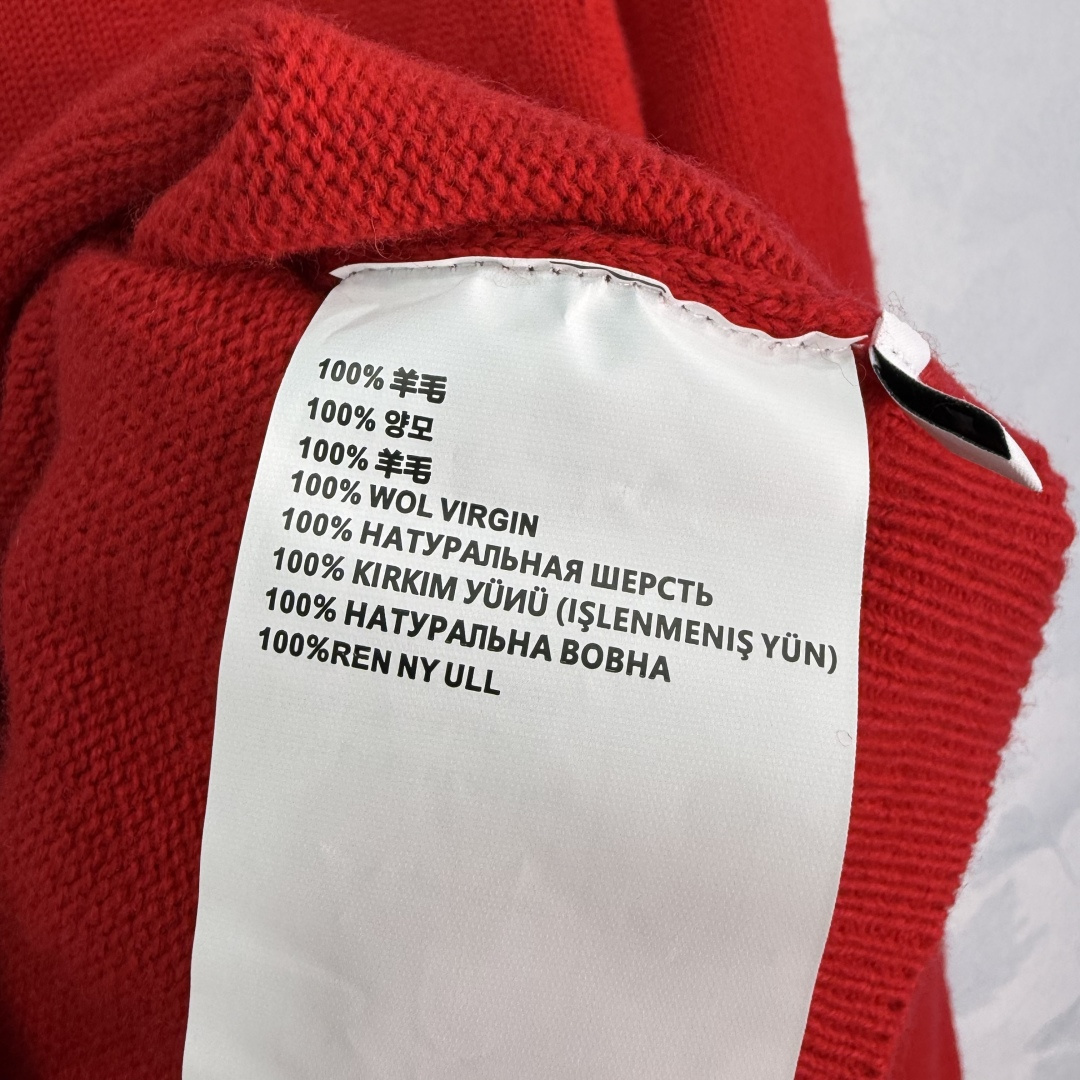 100% 羊毛
100% 양모
100% 羊毛
100% WOL VIRGIN
100% НАТУРАЛЬНАЯ ШЕРСТЬ
100% KIRKIM УÜИÜ (IŞLENMENIŞ YÜN)
100% НАТУРАЛЬНА ВОВНА
100%REN NY ULL